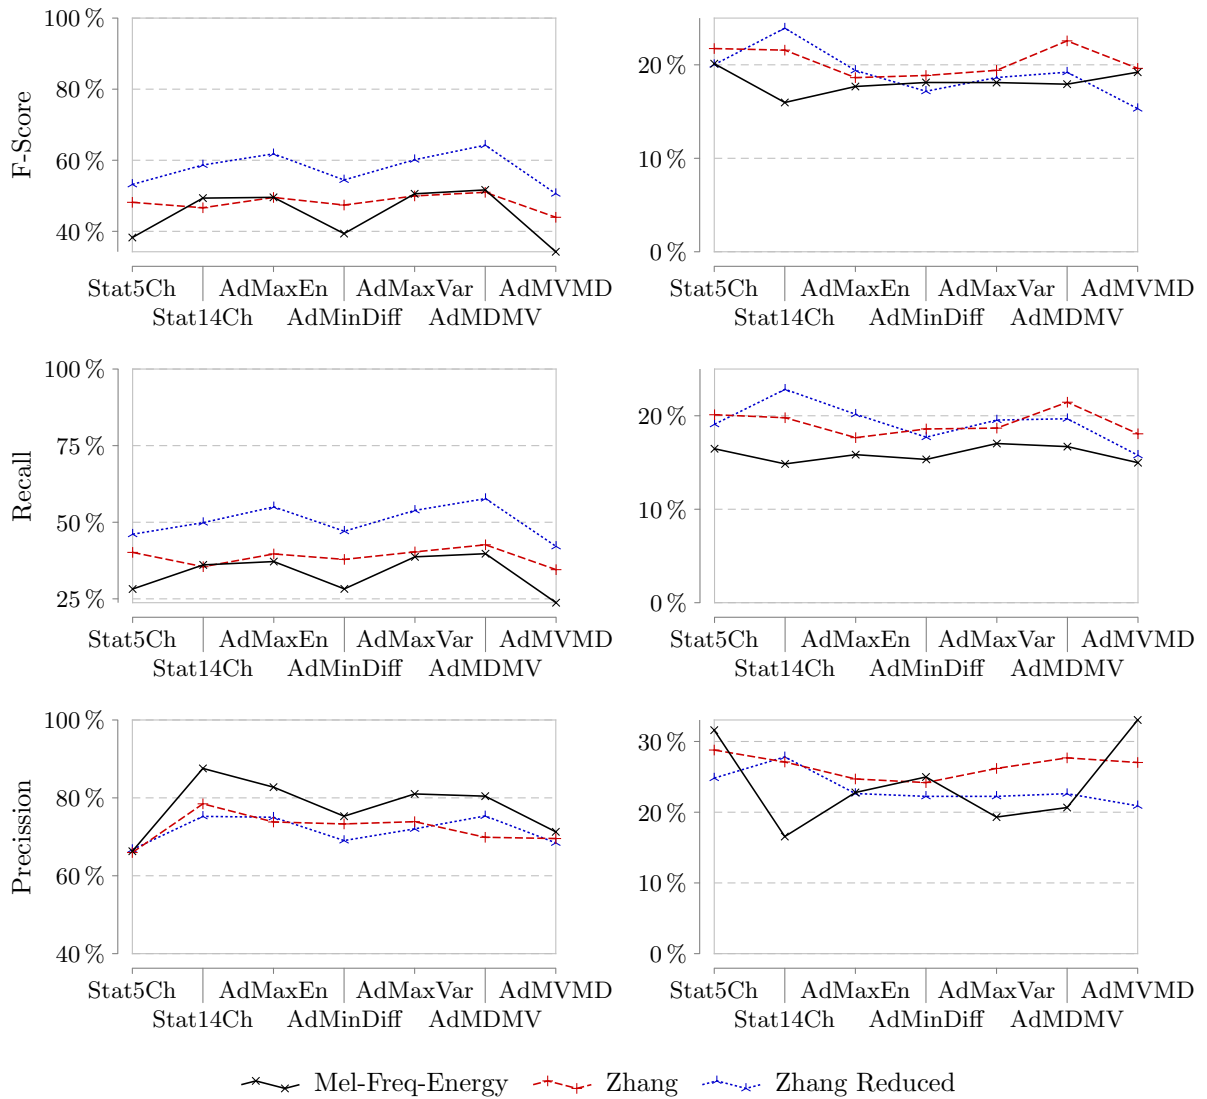 100 %
80 %
60 %
40 %
F-Score
Stat5Ch AdMaxEn AdMaxVar AdMVMD
Stat14Ch AdMinDiff AdMDMV
20 %
10 %
0 %
Stat5Ch AdMaxEn AdMaxVar AdMVMD
Stat14Ch AdMinDiff AdMDMV
100 %
75 %
50 %
25 %
Recall
Stat5Ch AdMaxEn AdMaxVar AdMVMD
Stat14Ch AdMinDiff AdMDMV
20 %
10 %
0 %
Stat5Ch AdMaxEn AdMaxVar AdMVMD
Stat14Ch AdMinDiff AdMDMV
100 %
80 %
60 %
40 %
Precission
Stat5Ch AdMaxEn AdMaxVar AdMVMD
Stat14Ch AdMinDiff AdMDMV
30 %
20 %
10 %
0 %
Stat5Ch AdMaxEn AdMaxVar AdMVMD
Stat14Ch AdMinDiff AdMDMV
Mel-Freq-Energy Zhang Zhang Reduced